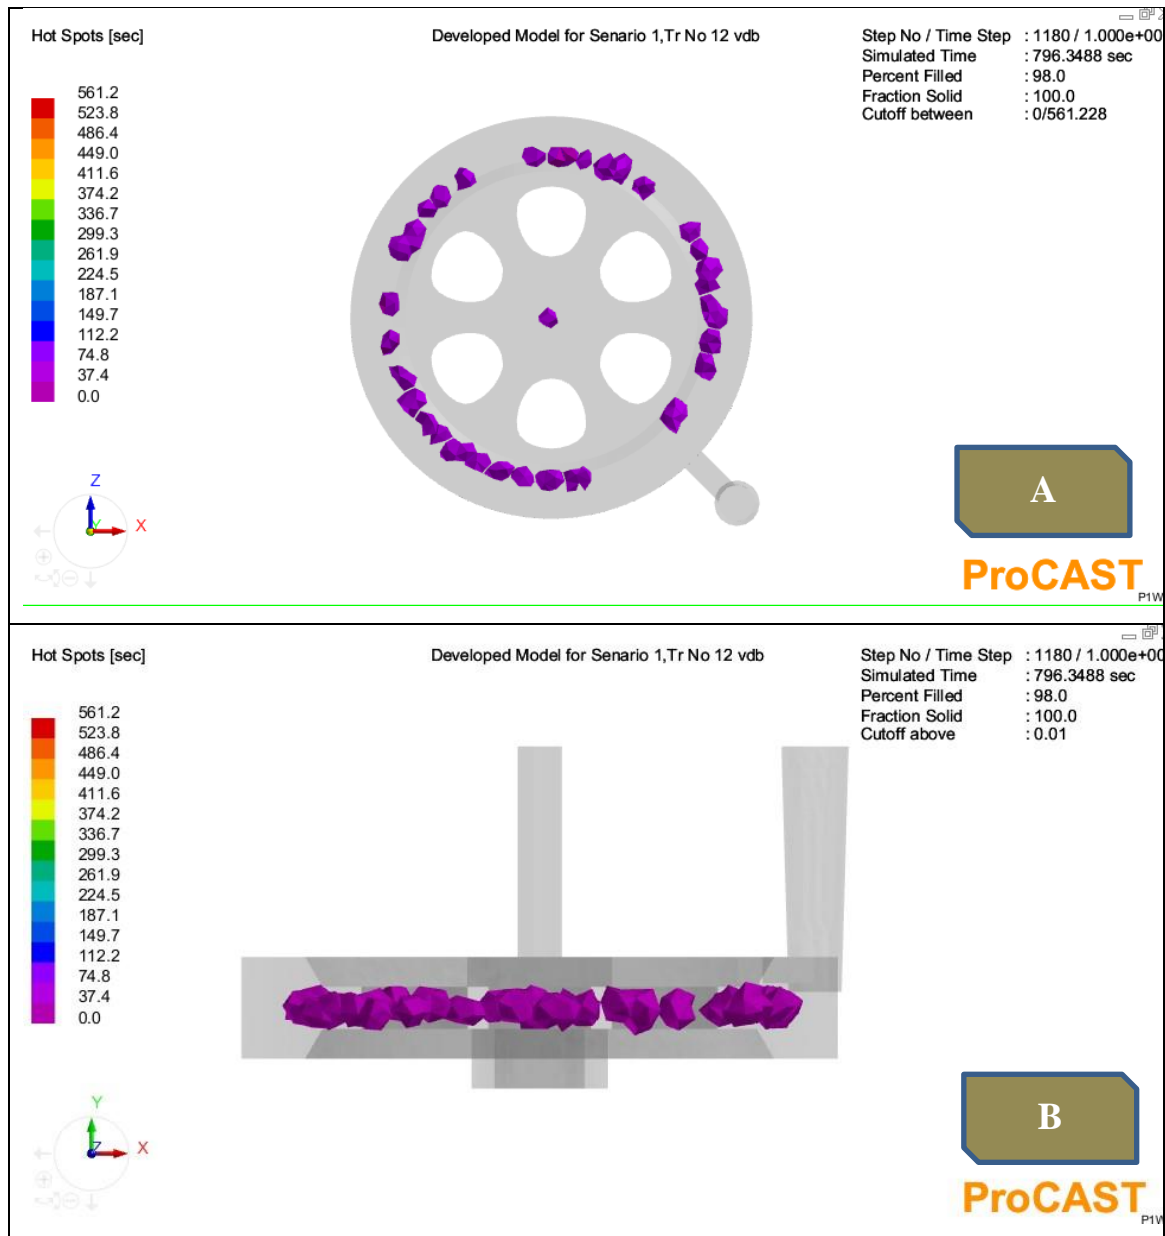 Hot Spots [sec]
Developed Model for Senario 1,Tr No 12 vdb
Step No / Time Step : 1180 / 1.000e+00
Simulated Time : 796.3488 sec
Percent Filled : 98.0
Fraction Solid : 100.0
Cutoff between : 0/561.228
561.2
523.8
486.4
449.0
411.6
374.2
336.7
299.3
261.9
224.5
187.1
149.7
112.2
74.8
37.4
0.0
Z
Y
X
A
ProCAST
P1W
Hot Spots [sec]
Developed Model for Senario 1,Tr No 12 vdb
Step No / Time Step : 1180 / 1.000e+00
Simulated Time : 796.3488 sec
Percent Filled : 98.0
Fraction Solid : 100.0
Cutoff above : 0.01
561.2
523.8
486.4
449.0
411.6
374.2
336.7
299.3
261.9
224.5
187.1
149.7
112.2
74.8
37.4
0.0
Y
Z
X
B
ProCAST
P1W